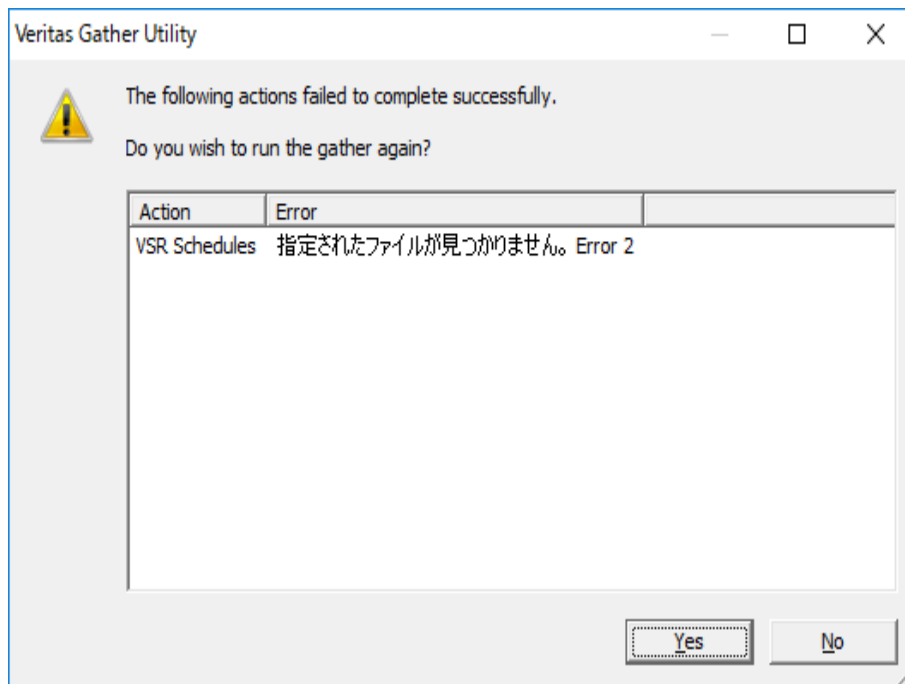 Veritas Gather Utility
The following actions failed to complete successfully.
Do you wish to run the gather again?
Action Error
VSR Schedules 指定されたファイルが見つかりません。 Error 2
Yes No